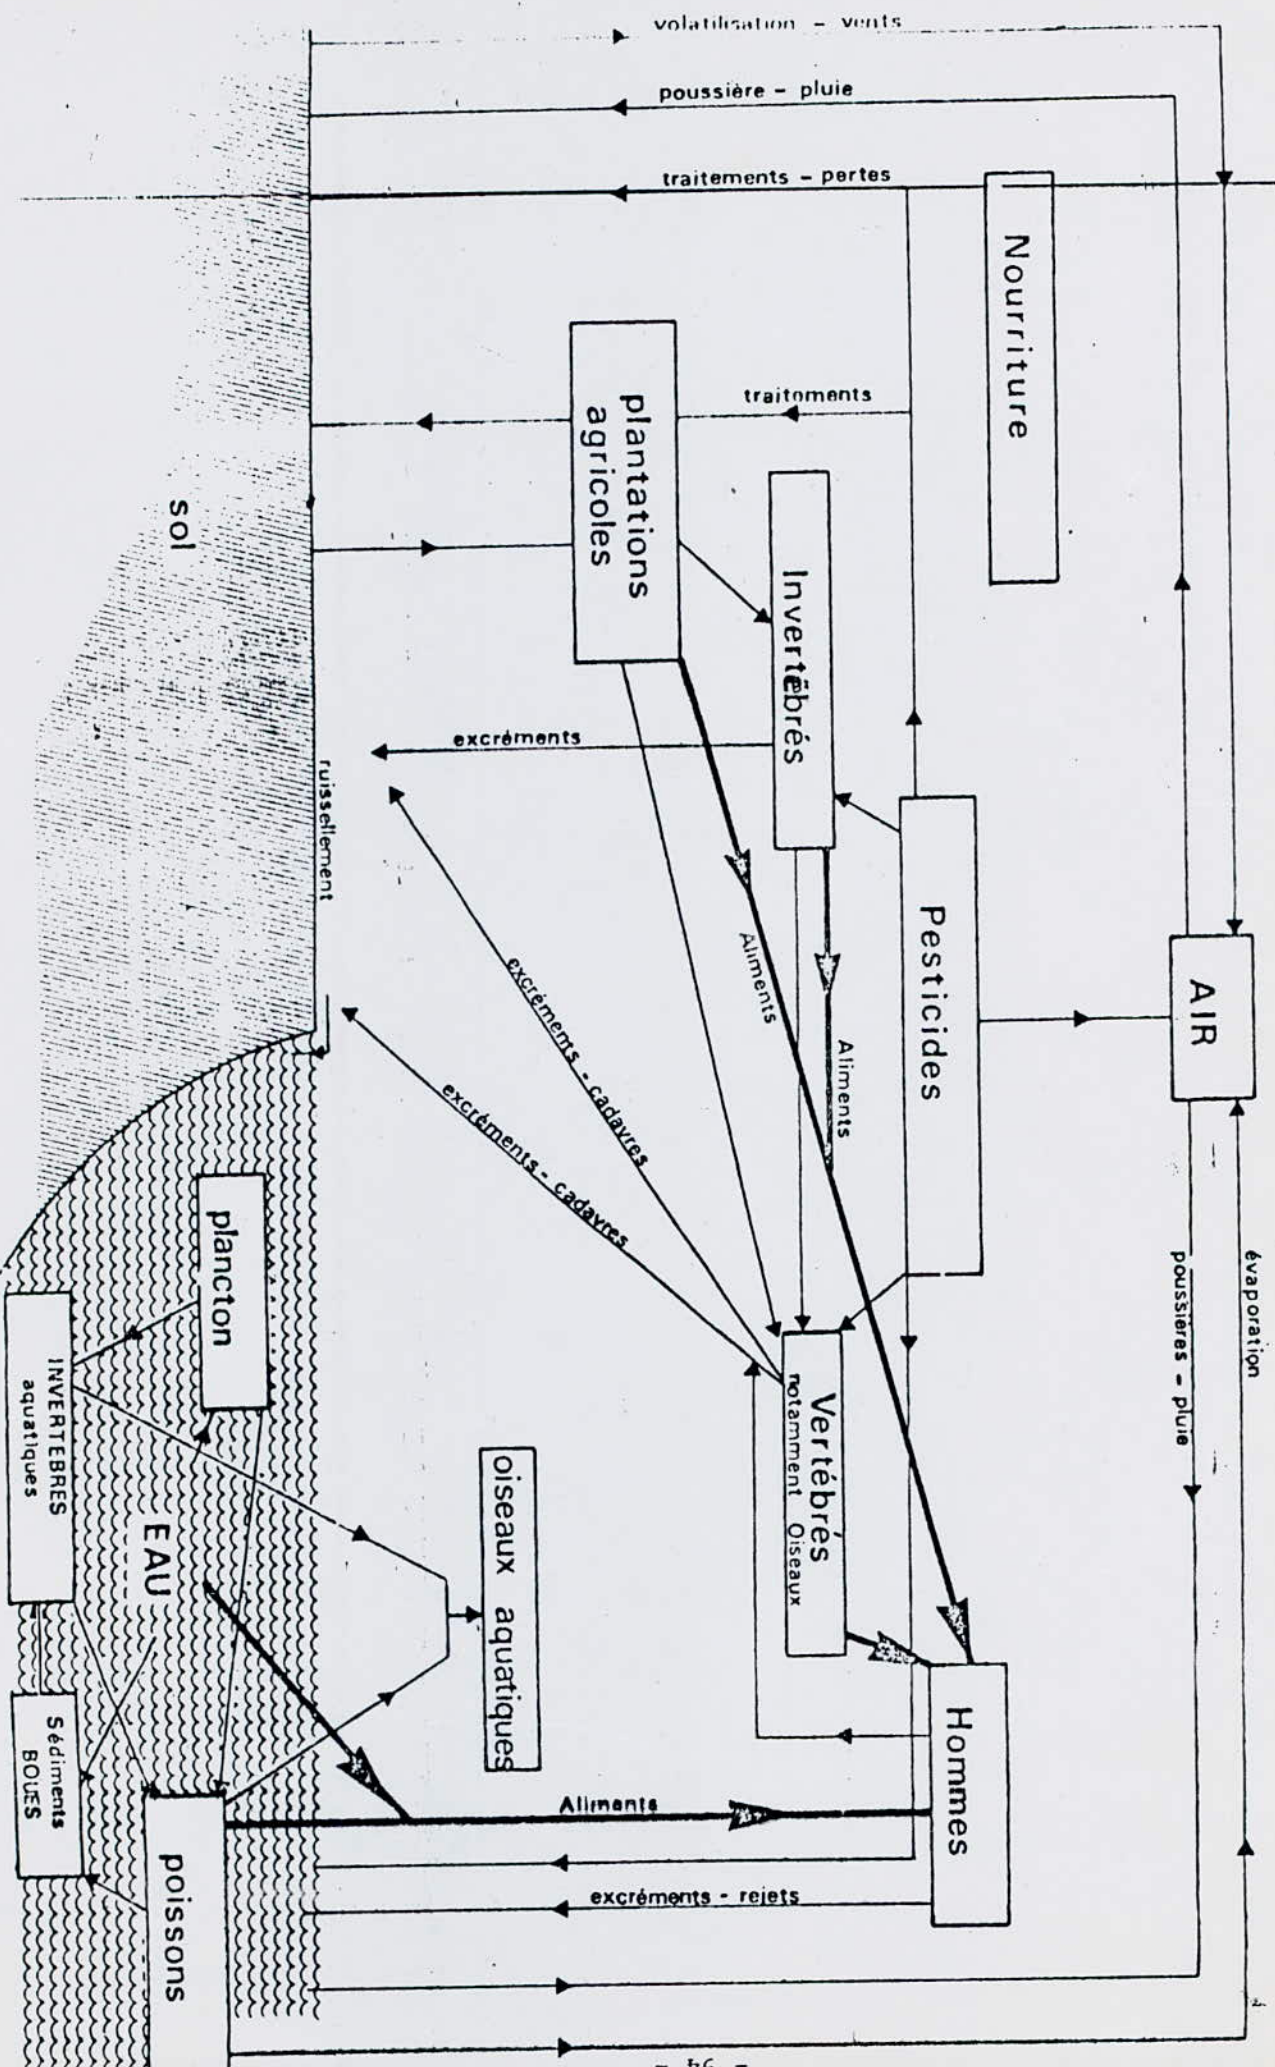 volatilisation - vents
poussière - pluie
traitements - pertes
Nourriture
traitoments
plantations
agricoles
Invertébrés
sol
excréments
ruissellement
Pesticides
AIR
Aliments
Aliments
excréments - cadavres
excréments - cadavres
évaporation
poussières - pluie
plancton
Vertébrés
notamment Oiseaux
INVERTEBRES
aquatiques
EAU
oiseaux aquatiques
Hommes
Sédiments
BOUES
Aliments
poissons
excréments - rejets